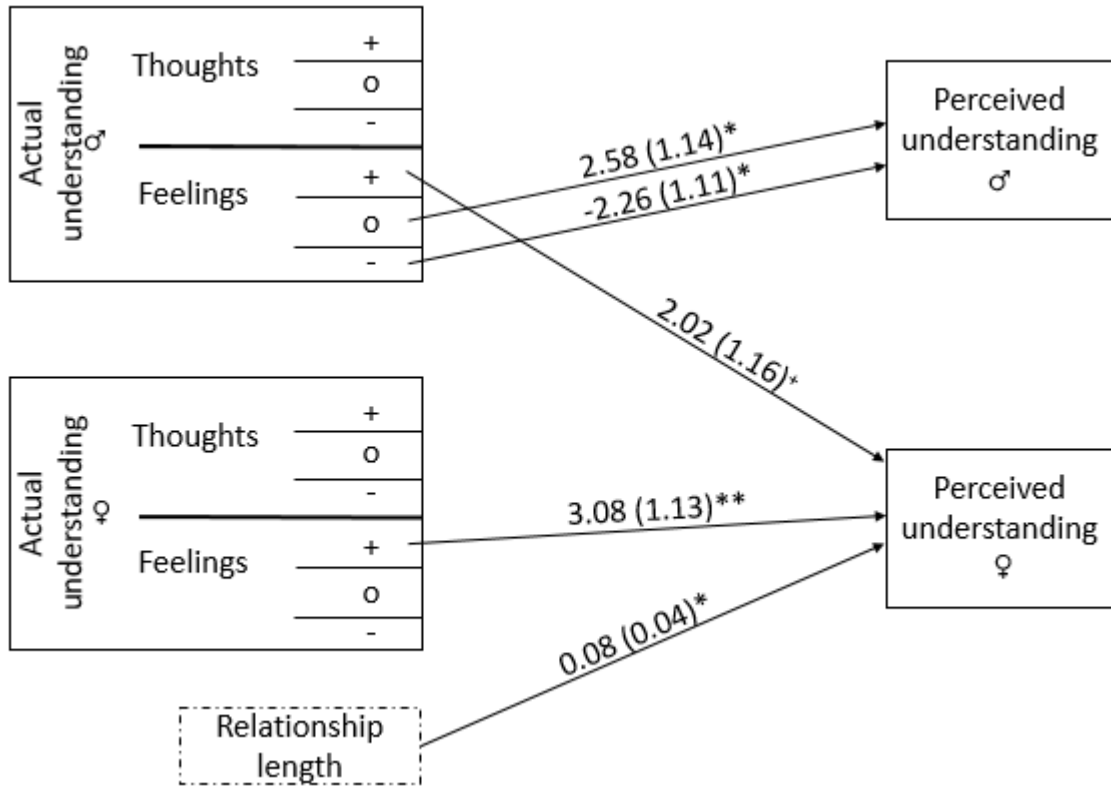 Actual
understanding
♂
Thoughts
+
o
-
Feelings
+
o
-
2.58 (1.14)*
-2.26 (1.11)*
2.02 (1.16)⁺
Perceived
understanding
♂
Actual
understanding
♀
Thoughts
+
o
-
Feelings
+
o
-
3.08 (1.13)**
0.08 (0.04)*
Perceived
understanding
♀
Relationship
length